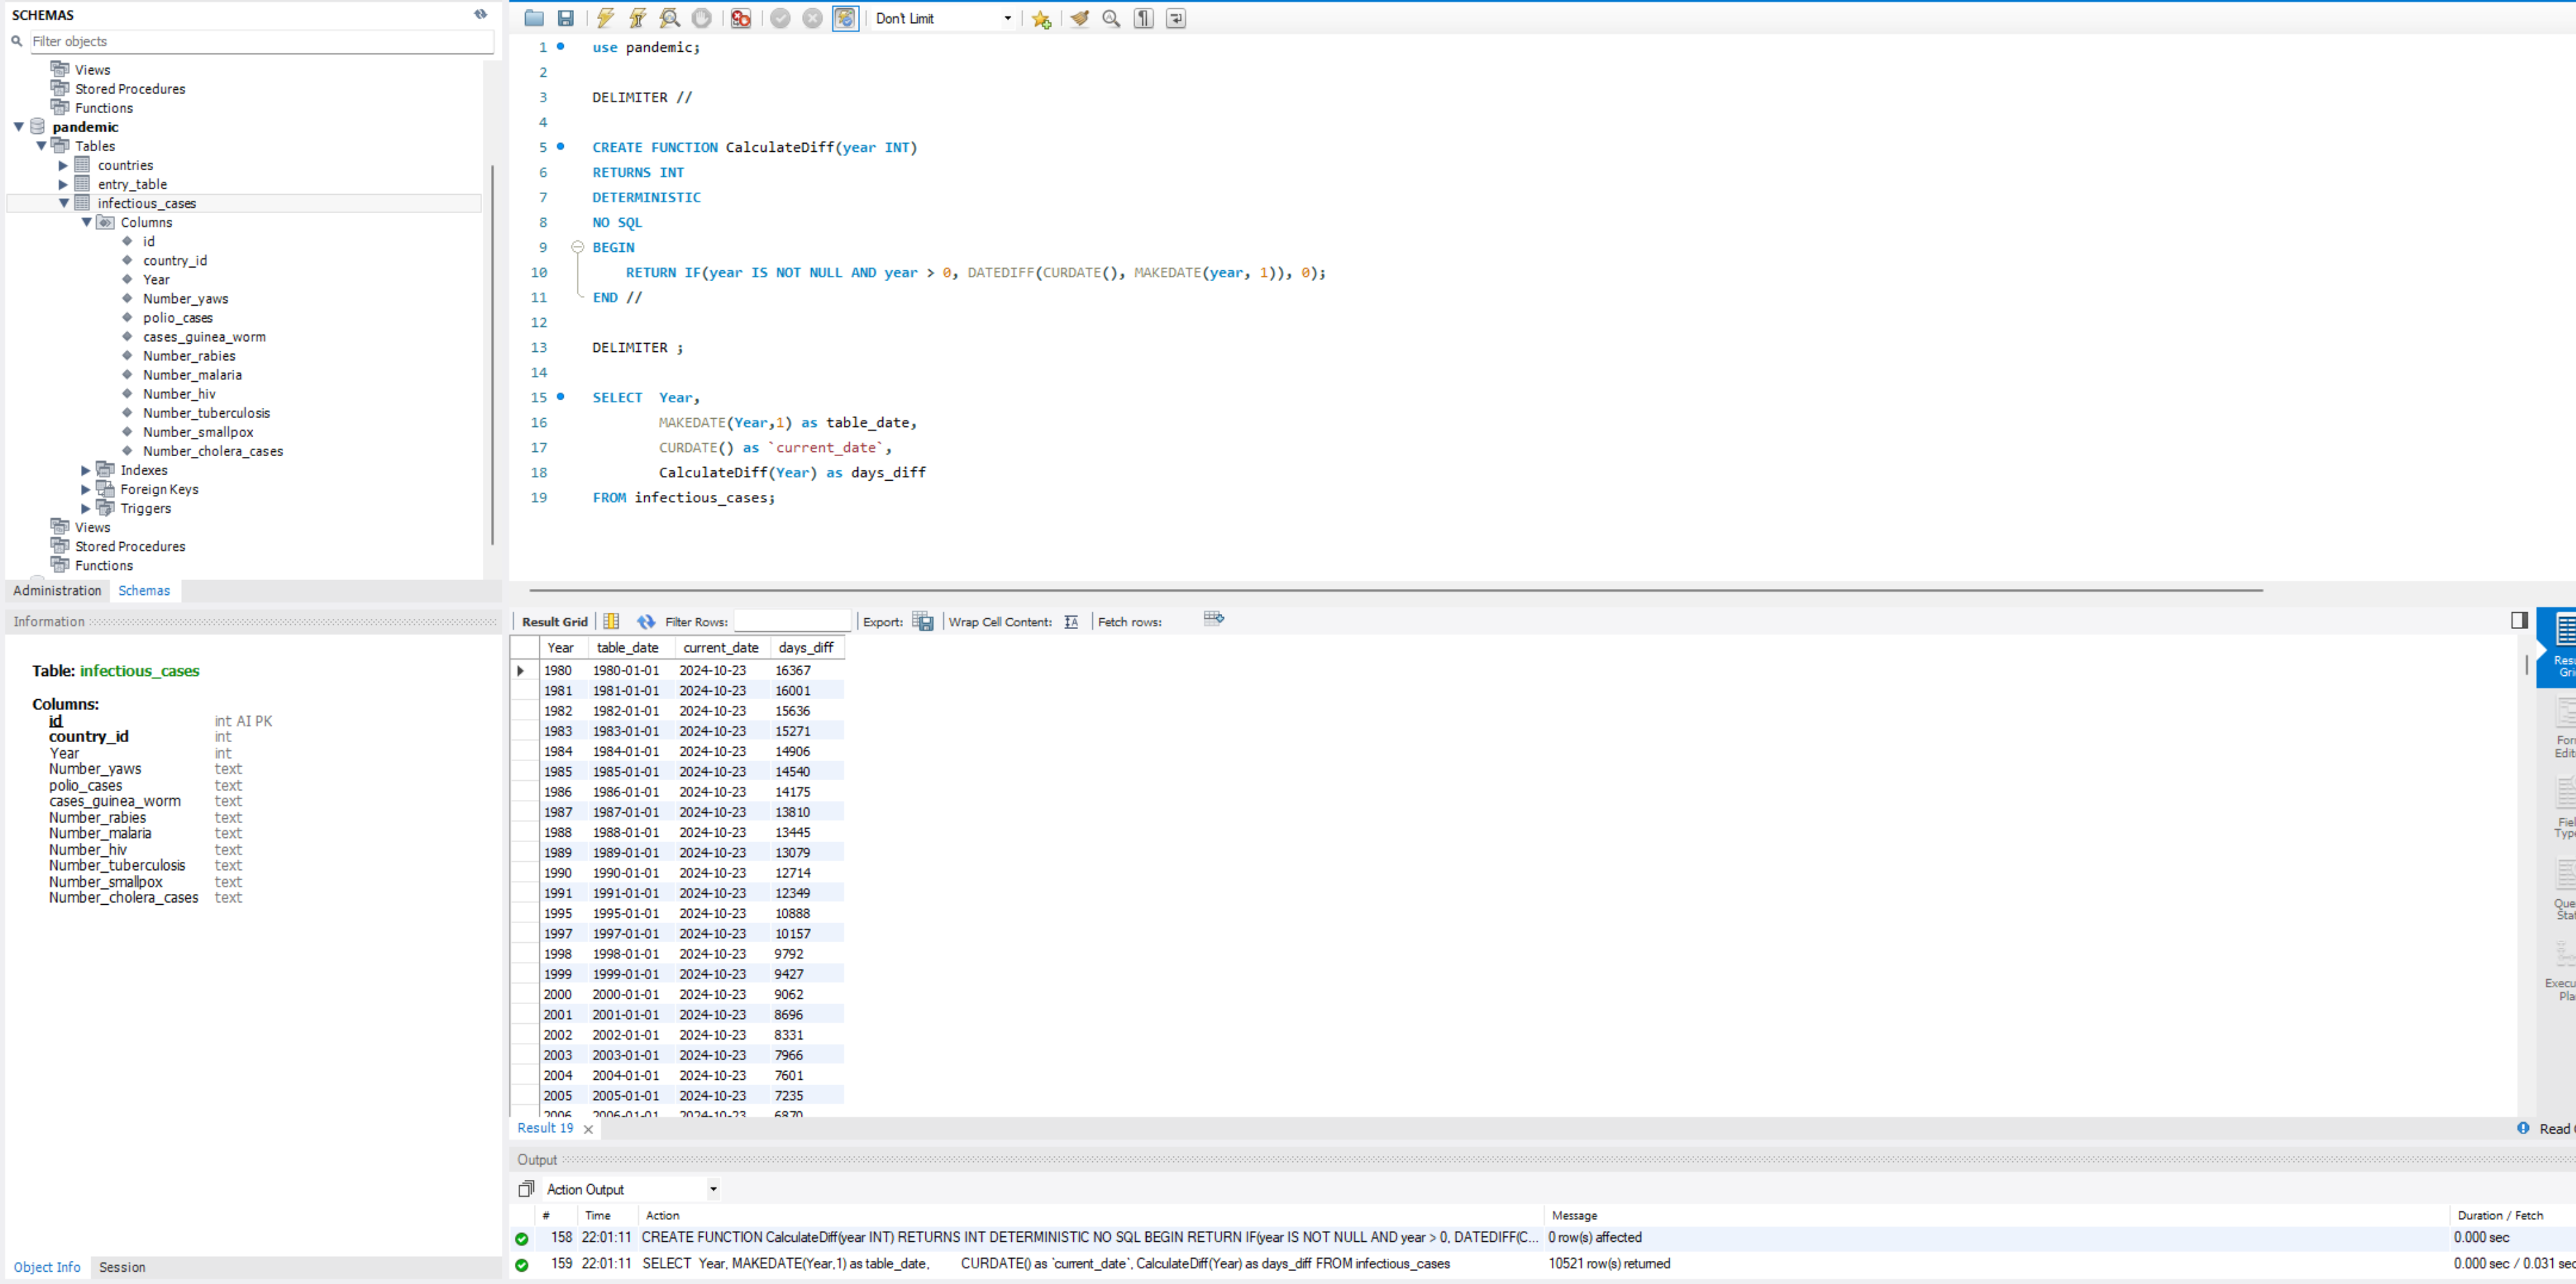 SCHEMAS
Filter objects
Views
Stored Procedures
Functions
pandemic
Tables
countries
entry_table
infectious_cases
Columns
id
country_id
Year
Number_yaws
polio_cases
cases_guinea_worm
Number_rabies
Number_malaria
Number_hiv
Number_tuberculosis
Number_smallpox
Number_cholera_cases
Indexes
Foreign Keys
Triggers
Views
Stored Procedures
Functions
Administration Schemas
Information
Table: infectious_cases
Columns:
id int AI PK
country_id int
Year int
Number_yaws text
polio_cases text
cases_guinea_worm text
Number_rabies text
Number_malaria text
Number_hiv text
Number_tuberculosis text
Number_smallpox text
Number_cholera_cases text
Object Info Session
Don't Limit
1 use pandemic;
2
3 DELIMITER //
4
5 CREATE FUNCTION CalculateDiff(year INT)
6 RETURNS INT
7 DETERMINISTIC
8 NO SQL
9 BEGIN
10 RETURN IF(year IS NOT NULL AND year > 0, DATEDIFF(CURDATE(), MAKEDATE(year, 1)), 0);
11 END //
12
13 DELIMITER ;
14
15 SELECT Year,
16 MAKEDATE(Year,1) as table_date,
17 CURDATE() as `current_date`,
18 CalculateDiff(Year) as days_diff
19 FROM infectious_cases;
Result Grid Filter Rows: Export: Wrap Cell Content: Fetch rows:
Year table_date current_date days_diff
1980 1980-01-01 2024-10-23 16367
1981 1981-01-01 2024-10-23 16001
1982 1982-01-01 2024-10-23 15636
1983 1983-01-01 2024-10-23 15271
1984 1984-01-01 2024-10-23 14906
1985 1985-01-01 2024-10-23 14540
1986 1986-01-01 2024-10-23 14175
1987 1987-01-01 2024-10-23 13810
1988 1988-01-01 2024-10-23 13445
1989 1989-01-01 2024-10-23 13079
1990 1990-01-01 2024-10-23 12714
1991 1991-01-01 2024-10-23 12349
1995 1995-01-01 2024-10-23 10888
1997 1997-01-01 2024-10-23 10157
1998 1998-01-01 2024-10-23 9792
1999 1999-01-01 2024-10-23 9427
2000 2000-01-01 2024-10-23 9062
2001 2001-01-01 2024-10-23 8696
2002 2002-01-01 2024-10-23 8331
2003 2003-01-01 2024-10-23 7966
2004 2004-01-01 2024-10-23 7601
2005 2005-01-01 2024-10-23 7235
2006 2006-01-01 2024-10-23 6870
Result 19
Read
Output
Action Output
# Time Action Message Duration / Fetch
158 22:01:11 CREATE FUNCTION CalculateDiff(year INT) RETURNS INT DETERMINISTIC NO SQL BEGIN RETURN IF(year IS NOT NULL AND year > 0, DATEDIFF(C... 0 row(s) affected 0.000 sec
159 22:01:11 SELECT Year, MAKEDATE(Year,1) as table_date, CURDATE() as `current_date`, CalculateDiff(Year) as days_diff FROM infectious_cases 10521 row(s) returned 0.000 sec / 0.031 sec